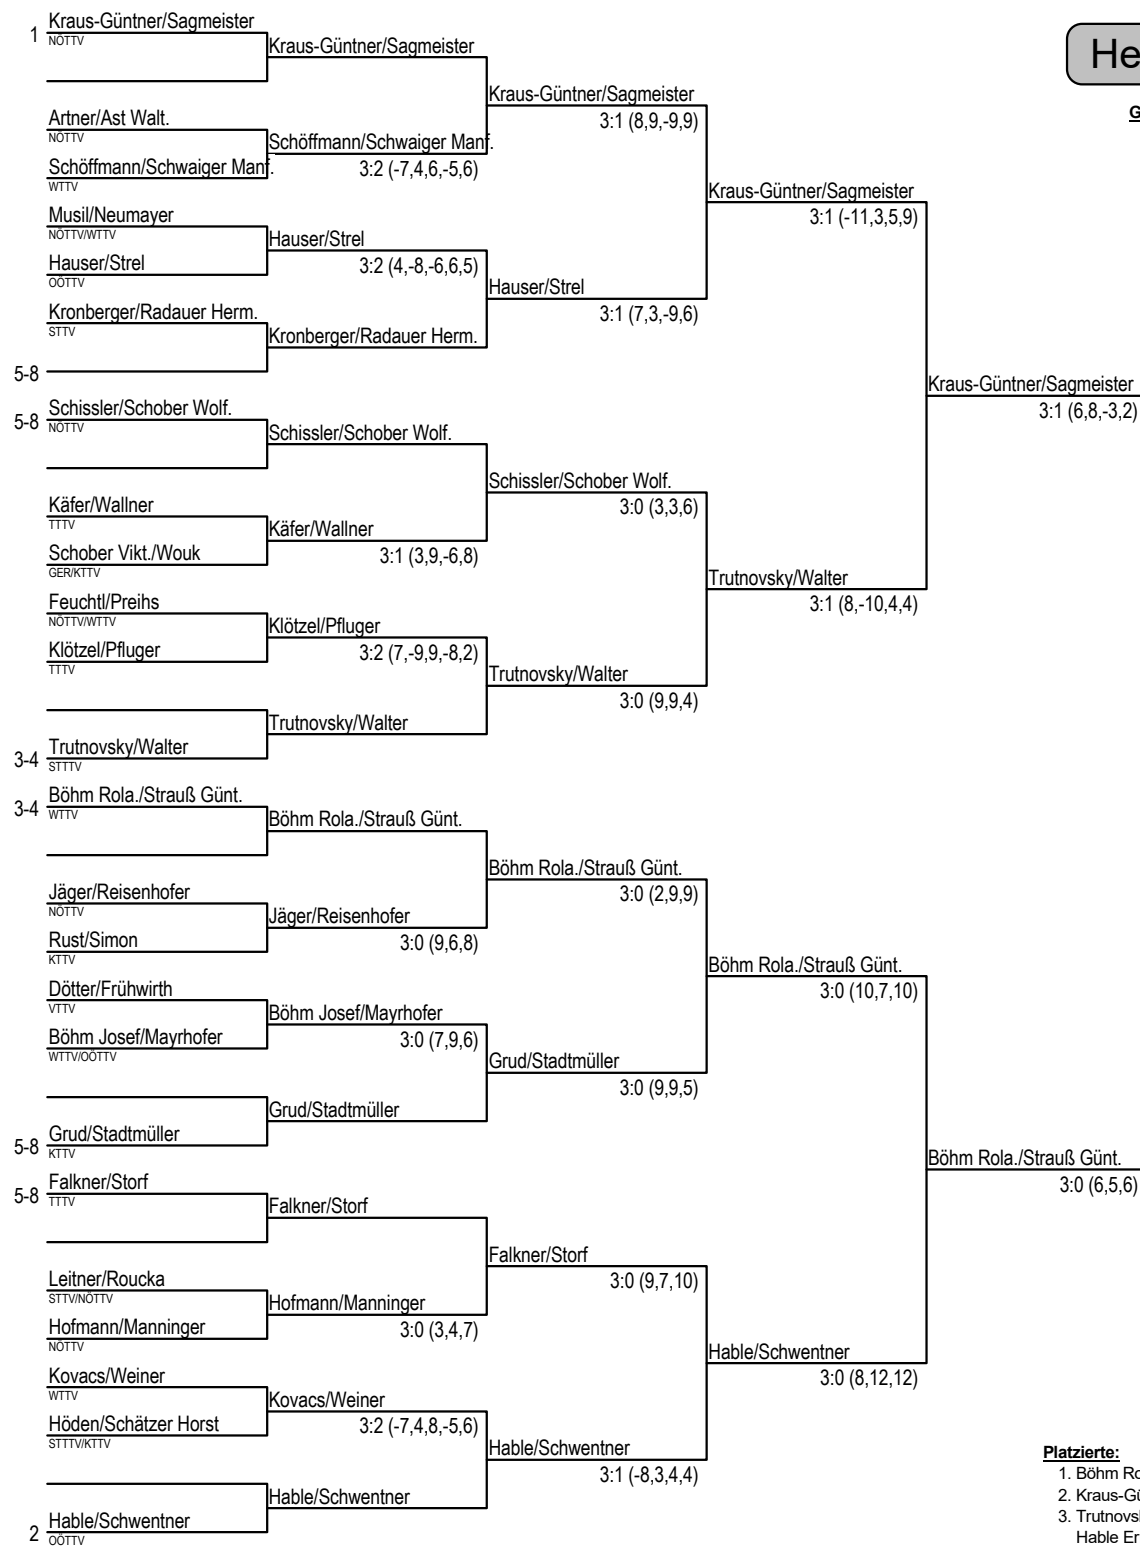 1 Kraus-Güntner/Sagmeister
NÖTTV
Artner/Ast Walt.
NÖTTV
Schöffmann/Schwaiger Manf.
WTTV
Musil/Neumayer
NÖTTV/WTTV
Hauser/Strel
OÖTTV
Kronberger/Radauer Herm.
STTV
5-8
5-8 Schissler/Schober Wolf.
NÖTTV
Käfer/Wallner
TTTV
Schober Vikt./Wouk
GER/KTTV
Feuchtl/Preihs
NÖTTV/WTTV
Klötzel/Pfluger
TTTV
3-4 Trutnovsky/Walter
STTTV
3-4 Böhm Rola./Strauß Günt.
WTTV
Jäger/Reisenhofer
NÖTTV
Rust/Simon
KTTV
Dötter/Frühwirth
VTTV
Böhm Josef/Mayrhofer
WTTV/OÖTTV
5-8 Grud/Stadtmüller
KTTV
5-8 Falkner/Storf
TTTV
Leitner/Roucka
STTV/NÖTTV
Hofmann/Manninger
NÖTTV
Kovacs/Weiner
WTTV
Höden/Schätzer Horst
STTTV/KTTV
2 Hable/Schwentner
OÖTTV
Kraus-Güntner/Sagmeister
Schöffmann/Schwaiger Manf.
3:2 (-7,4,6,-5,6)
Hauser/Strel
3:2 (4,-8,-6,6,5)
Kronberger/Radauer Herm.
Schissler/Schober Wolf.
Käfer/Wallner
3:1 (3,9,-6,8)
Klötzel/Pfluger
3:2 (7,-9,9,-8,2)
Trutnovsky/Walter
Böhm Rola./Strauß Günt.
Jäger/Reisenhofer
3:0 (9,6,8)
Böhm Josef/Mayrhofer
3:0 (7,9,6)
Grud/Stadtmüller
Falkner/Storf
Hofmann/Manninger
3:0 (3,4,7)
Kovacs/Weiner
3:2 (-7,4,8,-5,6)
Hable/Schwentner
Kraus-Güntner/Sagmeister
3:1 (8,9,-9,9)
Hauser/Strel
3:1 (7,3,-9,6)
Schissler/Schober Wolf.
3:0 (3,3,6)
Trutnovsky/Walter
3:0 (9,9,4)
Böhm Rola./Strauß Günt.
3:0 (2,9,9)
Grud/Stadtmüller
3:0 (9,9,5)
Falkner/Storf
3:0 (9,7,10)
Hable/Schwentner
3:1 (-8,3,4,4)
Kraus-Güntner/Sagmeister
3:1 (-11,3,5,9)
Trutnovsky/Walter
3:1 (8,-10,4,4)
Böhm Rola./Strauß Günt.
3:0 (10,7,10)
Hable/Schwentner
3:0 (8,12,12)
Kraus-Güntner/Sagmeister
3:1 (6,8,-3,2)
Böhm Rola./Strauß Günt.
3:0 (6,5,6)
He
G
Platzierte:
1. Böhm Ro
2. Kraus-Gü
3. Trutnovsk
Hable Er